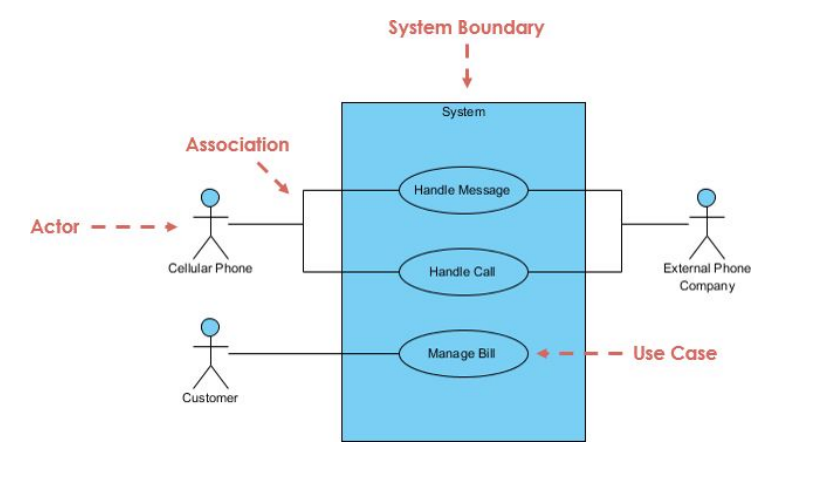 System Boundary
System
Association
Handle Message
Actor
Cellular Phone
Handle Call
External Phone
Company
Manage Bill
Use Case
Customer